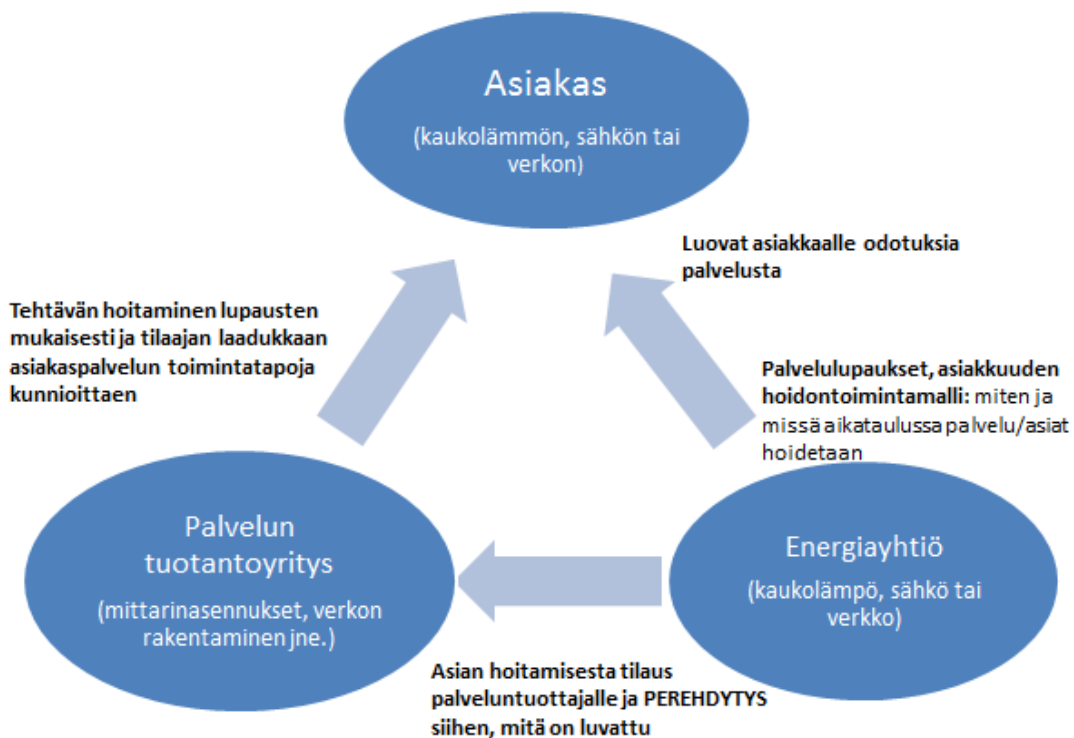 Asiakas
(kaukolämmön, sähkön tai
verkon)
Luovat asiakkaalle odotuksia
palvelusta
Tehtävän hoitaminen lupausten
mukaisesti ja tilaajan laadukkaan
asiakaspalvelun toimintatapoja
kunnioittaen
Palvelulupaukset, asiakkuuden
hoidontoimintamalli: miten ja
missä aikataulussa palvelu/asiat
hoidetaan
Palvelun
tuotantoyritys
(mittarinasennukset, verkon
rakentaminen jne.)
Energiayhtiö
(kaukolämpö, sähkö tai
verkko)
Asian hoitamisesta tilaus
palveluntuottajalle ja PEREHDYTYS
siihen, mitä on luvattu